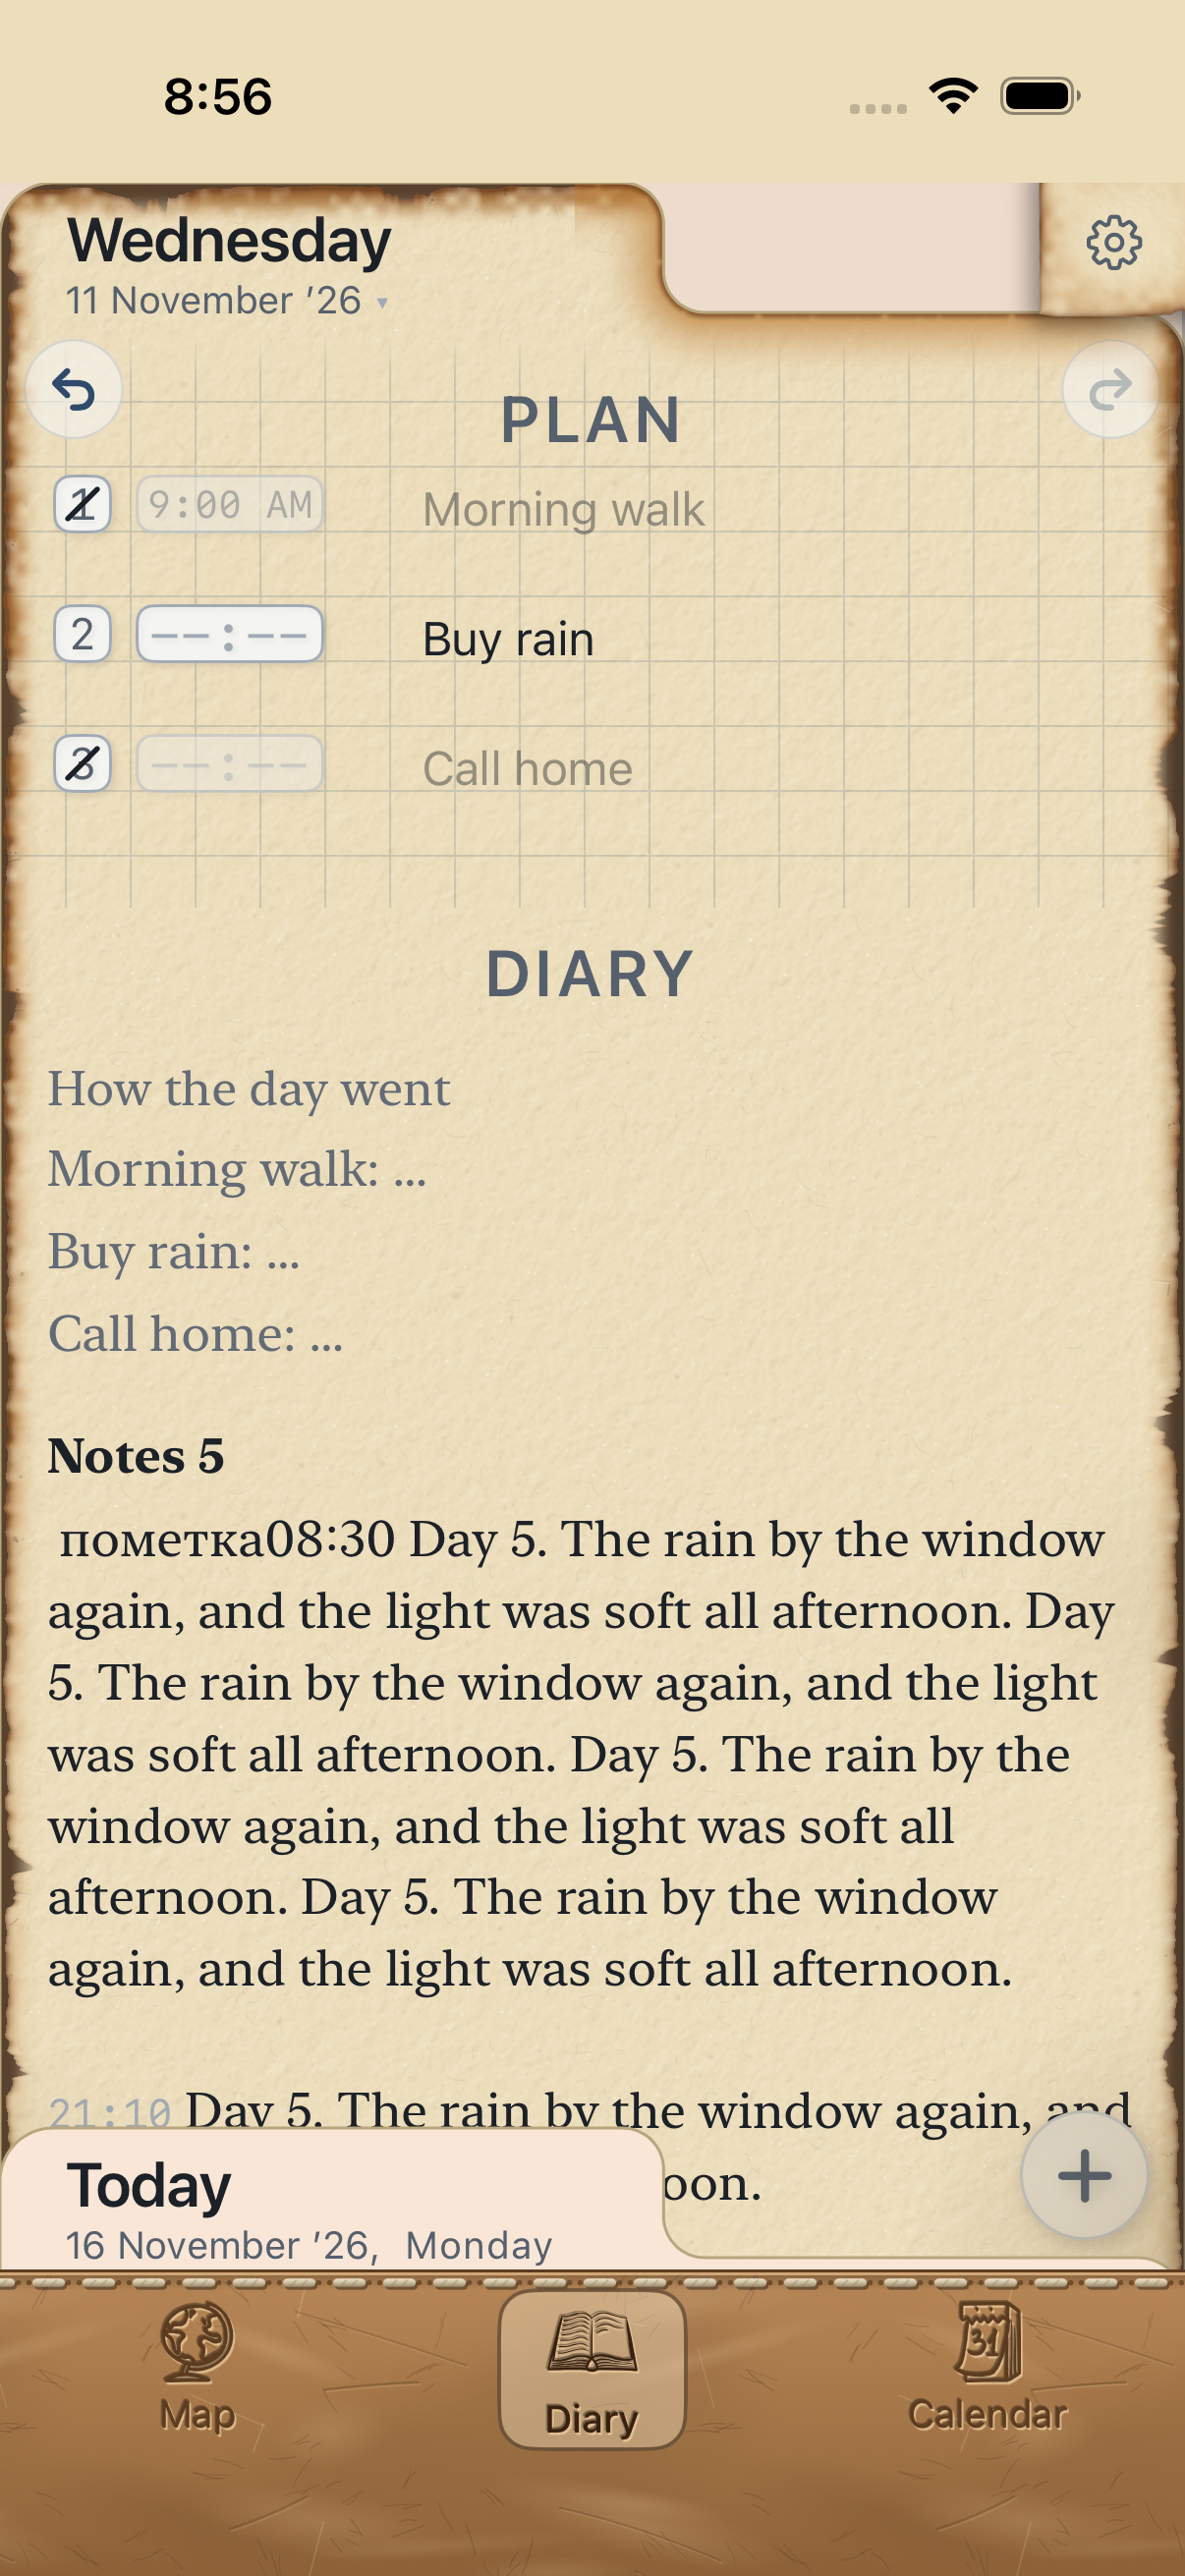 8:56
Wednesday
11 November ’26
PLAN
1 9:00 AM Morning walk
2 --:-- Buy rain
3 --:-- Call home
DIARY
How the day went
Morning walk: ...
Buy rain: ...
Call home: ...
Notes 5
пометка08:30 Day 5. The rain by the window
again, and the light was soft all afternoon. Day
5. The rain by the window again, and the light
was soft all afternoon. Day 5. The rain by the
window again, and the light was soft all
afternoon. Day 5. The rain by the window
again, and the light was soft all afternoon.
21:10 Day 5. The rain by the window again, and
oon.
Today
16 November ’26, Monday
Map
Diary
31
Calendar